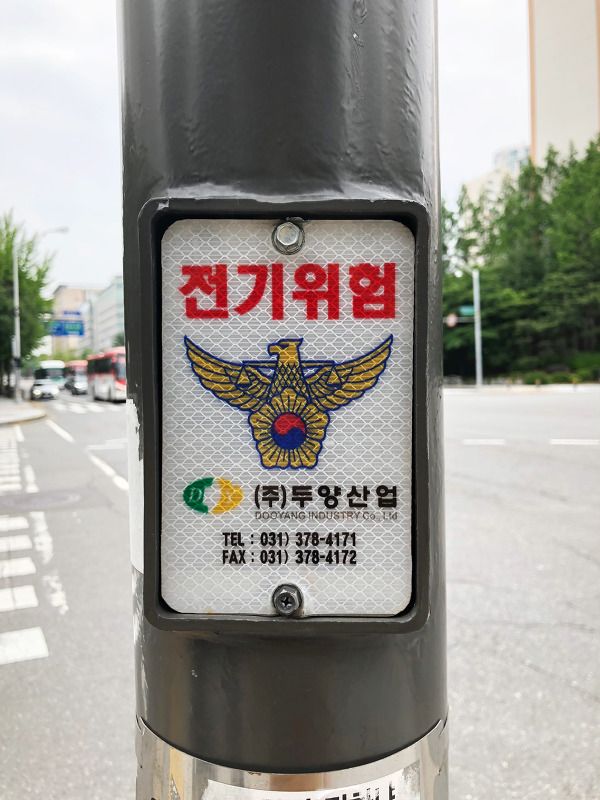 전기위험
(주)두양산업
DOOYANG INDUSTRY Co., Ltd
TEL : 031) 378-4171
FAX : 031) 378-4172